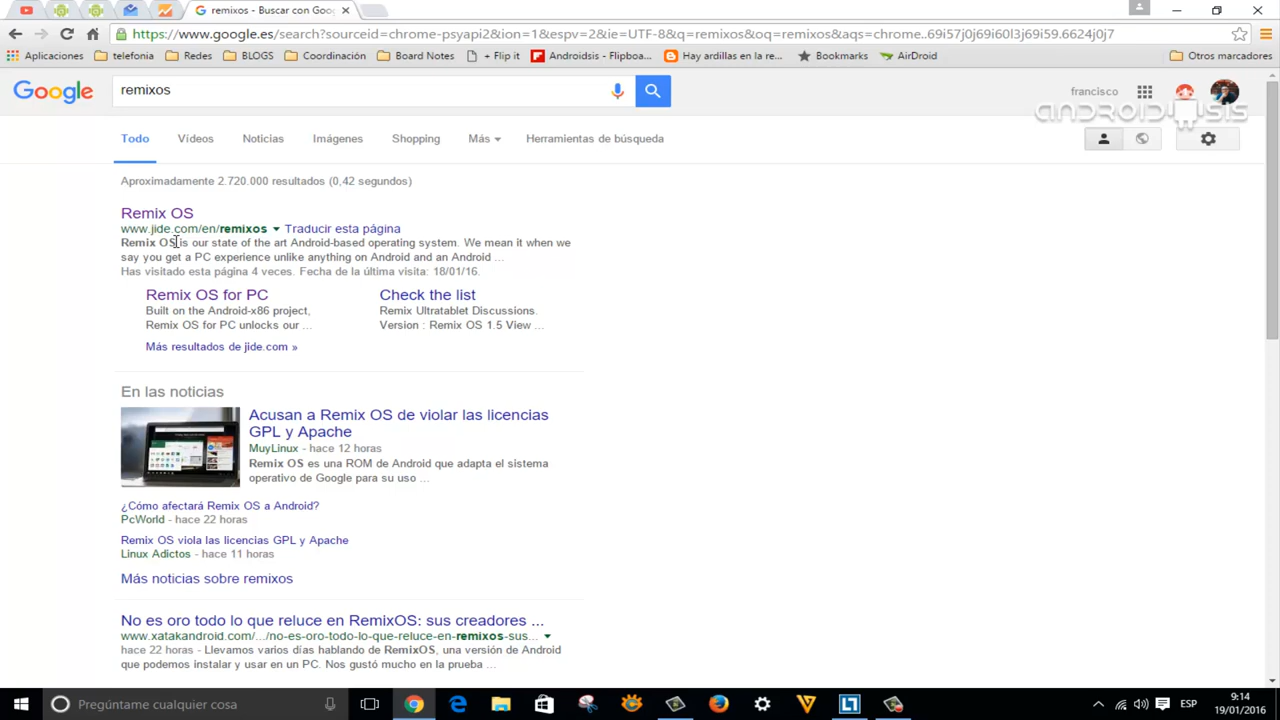 remixos - Buscar con Goo
https://www.google.es/search?sourceid=chrome-psyapi2&ion=1&espv=2&ie=UTF-8&q=remixos&oq=remixos&aqs=chrome..69i57j0j69i60l3j69i59.6624j0j7
Aplicaciones telefonia Redes BLOGS Coordinación Board Notes + Flip it Androidsis - Flipboa... Hay ardillas en la re... Bookmarks AirDroid Otros marcadores
Google remixos francisco
ANDROIDSIS
Todo Vídeos Noticias Imágenes Shopping Más Herramientas de búsqueda
Aproximadamente 2.720.000 resultados (0,42 segundos)
Remix OS
www.jide.com/en/remixos Traducir esta página
Remix OS is our state of the art Android-based operating system. We mean it when we
say you get a PC experience unlike anything on Android and an Android ...
Has visitado esta página 4 veces. Fecha de la última visita: 18/01/16.
Remix OS for PC Check the list
Built on the Android-x86 project, Remix Ultratablet Discussions.
Remix OS for PC unlocks our ... Version : Remix OS 1.5 View ...
Más resultados de jide.com »
En las noticias
Acusan a Remix OS de violar las licencias
GPL y Apache
MuyLinux - hace 12 horas
Remix OS es una ROM de Android que adapta el sistema
operativo de Google para su uso ...
¿Cómo afectará Remix OS a Android?
PcWorld - hace 22 horas
Remix OS viola las licencias GPL y Apache
Linux Adictos - hace 11 horas
Más noticias sobre remixos
No es oro todo lo que reluce en RemixOS: sus creadores ...
www.xatakandroid.com/.../no-es-oro-todo-lo-que-reluce-en-remixos-sus...
hace 22 horas - Llevamos varios días hablando de RemixOS, una versión de Android
que podemos instalar y usar en un PC. Nos gustó mucho en la prueba ...
Pregúntame cualquier cosa ESP 9:14
19/01/2016